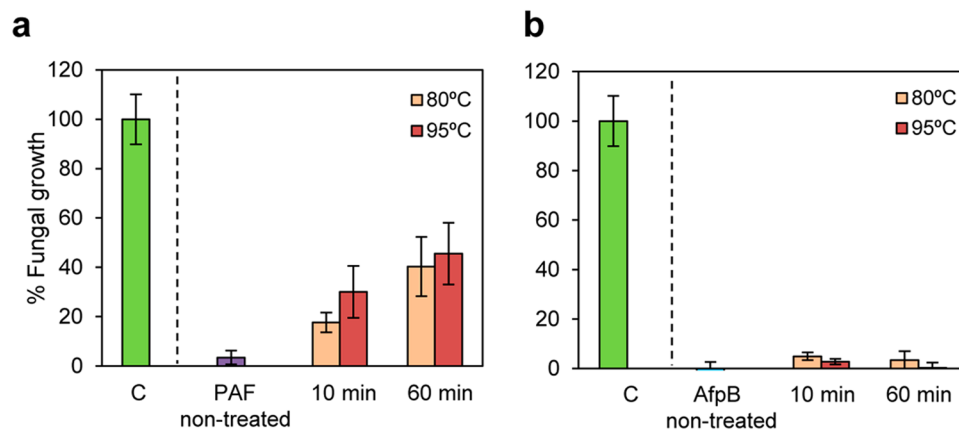 a
120
100
80
60
40
20
0
% Fungal growth
80ºC
95ºC
C
PAF
non-treated
10 min
60 min
b
120
100
80
60
40
20
0
80ºC
95ºC
C
AfpB
non-treated
10 min
60 min